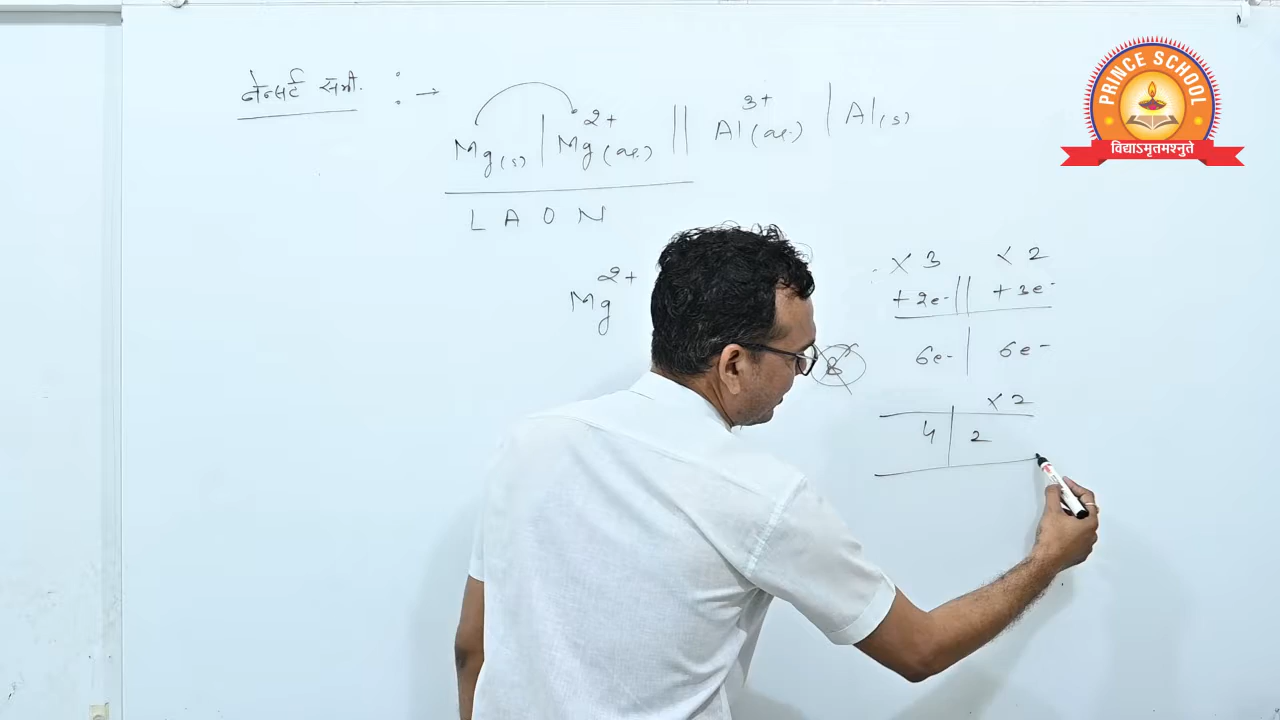 PRINCE SCHOOL
विद्याऽमृतमश्नुते
नेन्सर्ट समी. :→
Mg(s) | Mg²⁺(aq.) || Al³⁺(aq.) | Al(s)
L A O N
Mg²⁺
×3 ×2
+2e- || +3e-
6e- | 6e-
×2
4 | 2